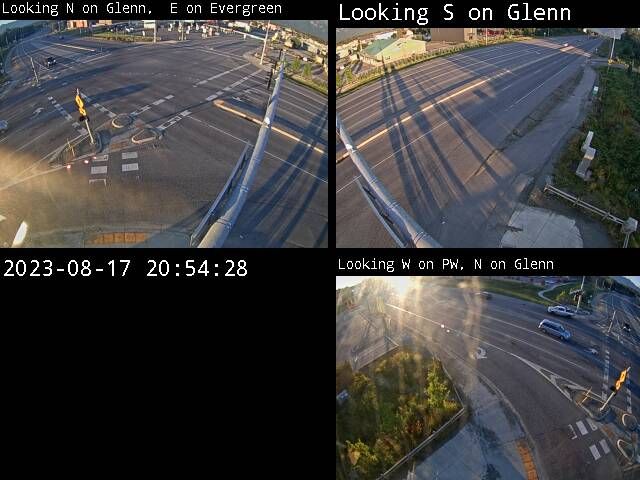 Looking N on Glenn, E on Evergreen
Looking S on Glenn
2023-08-17 20:54:28
Looking W on PW, N on Glenn